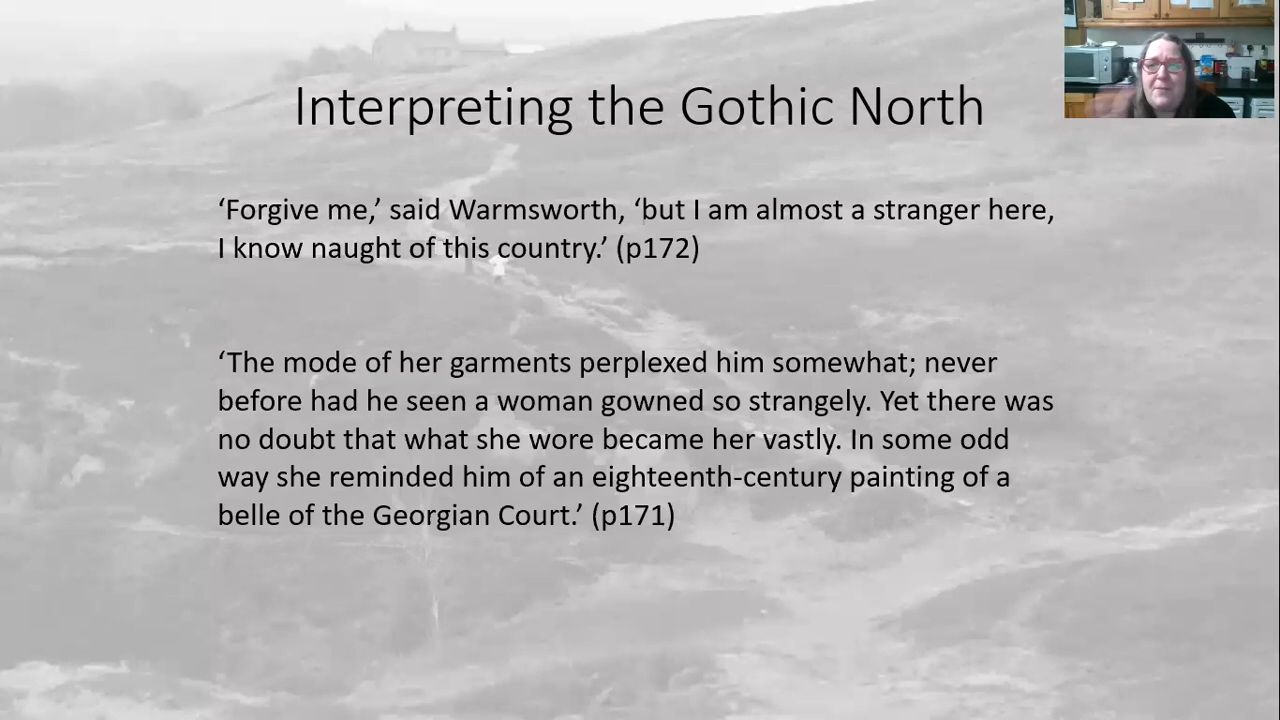 Interpreting the Gothic North
‘Forgive me,’ said Warmsworth, ‘but I am almost a stranger here,
I know naught of this country.’ (p172)
‘The mode of her garments perplexed him somewhat; never
before had he seen a woman gowned so strangely. Yet there was
no doubt that what she wore became her vastly. In some odd
way she reminded him of an eighteenth-century painting of a
belle of the Georgian Court.’ (p171)